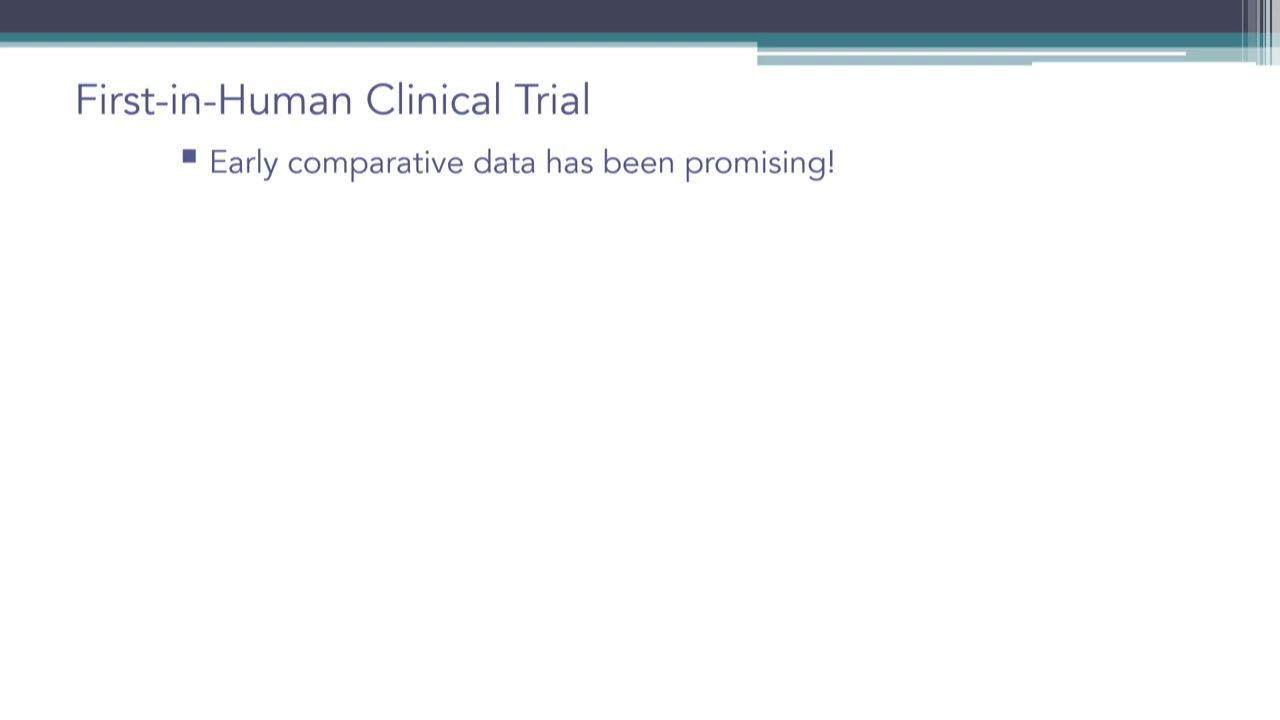 First-in-Human Clinical Trial
Early comparative data has been promising!